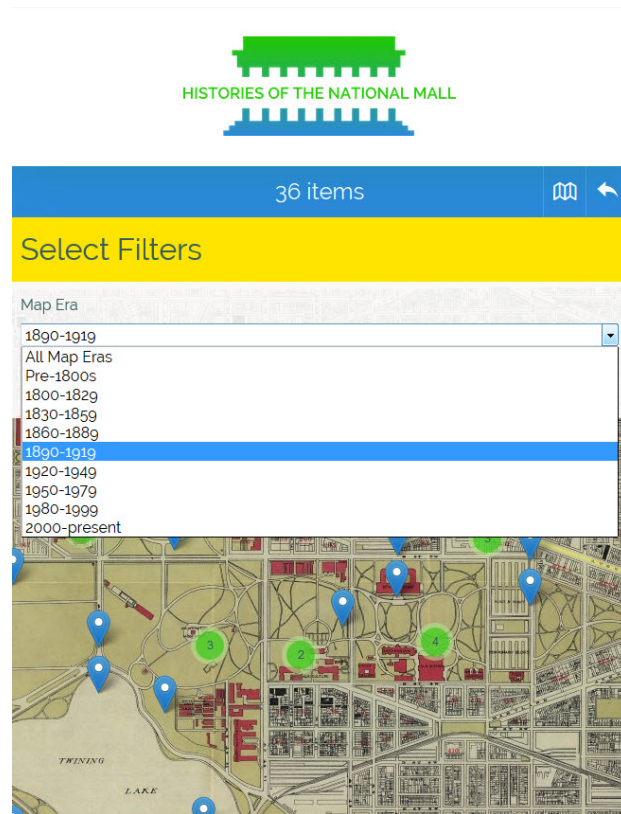 HISTORIES OF THE NATIONAL MALL
36 items
Select Filters
Map Era
1890-1919
All Map Eras
Pre-1800s
1800-1829
1830-1859
1860-1889
1890-1919
1920-1949
1950-1979
1980-1999
2000-present
3
2
4
TWINING
LAKE